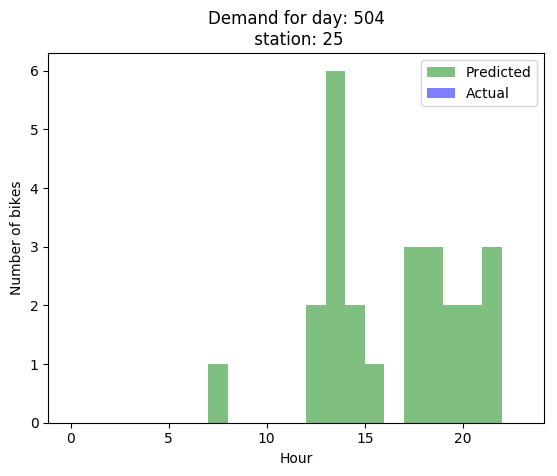 Demand for day: 504
station: 25
Predicted
Actual
6
5
4
3
2
1
0
Number of bikes
0 5 10 15 20
Hour